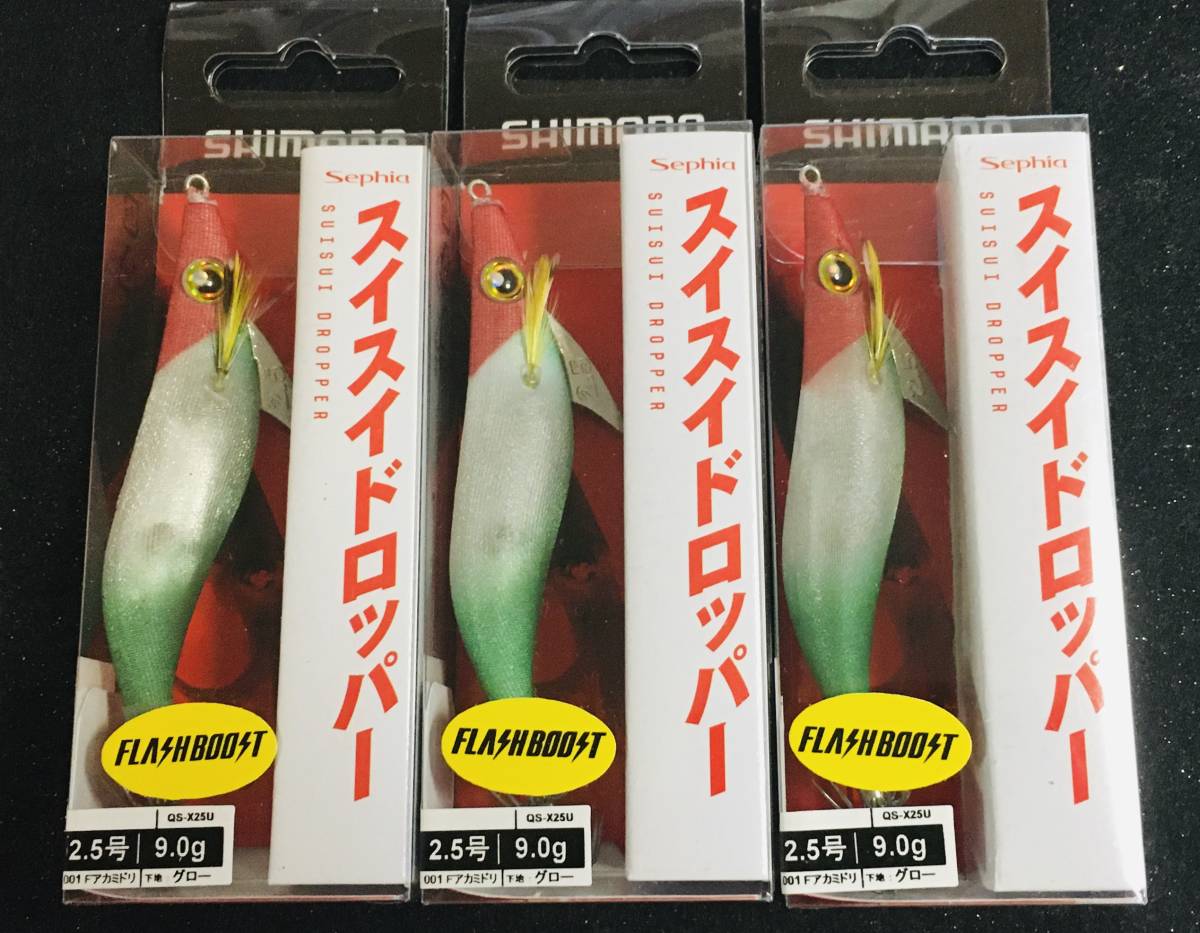 SHIMANO
Sephia
スイスイドロッパー
SUISUI DROPPER
FLASHBOOST
QS-X25U
2.5号 9.0g
001 Fアカミドリ 下地:グロー
SHIMANO
Sephia
スイスイドロッパー
SUISUI DROPPER
FLASHBOOST
QS-X25U
2.5号 9.0g
001 Fアカミドリ 下地:グロー
SHIMANO
Sephia
スイスイドロッパー
SUISUI DROPPER
FLASHBOOST
QS-X25U
2.5号 9.0g
001 Fアカミドリ 下地:グロー